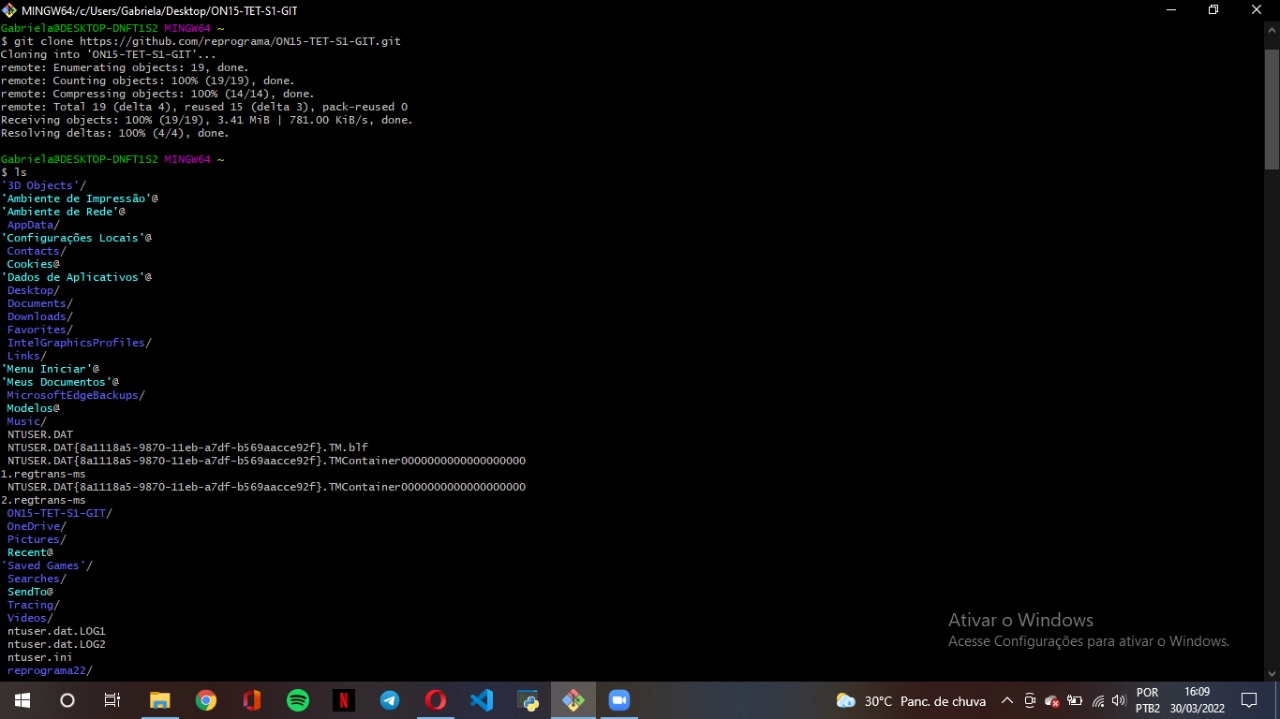 MINGW64:/c/Users/Gabriela/Desktop/ON15-TET-S1-GIT
Gabriela@DESKTOP-DNFT1S2 MINGW64 ~
$ git clone https://github.com/reprograma/ON15-TET-S1-GIT.git
Cloning into 'ON15-TET-S1-GIT'...
remote: Enumerating objects: 19, done.
remote: Counting objects: 100% (19/19), done.
remote: Compressing objects: 100% (14/14), done.
remote: Total 19 (delta 4), reused 15 (delta 3), pack-reused 0
Receiving objects: 100% (19/19), 3.41 MiB | 781.00 KiB/s, done.
Resolving deltas: 100% (4/4), done.
Gabriela@DESKTOP-DNFT1S2 MINGW64 ~
$ ls
'3D Objects'/
'Ambiente de Impressão'@
'Ambiente de Rede'@
AppData/
'Configurações Locais'@
Contacts/
Cookies@
'Dados de Aplicativos'@
Desktop/
Documents/
Downloads/
Favorites/
IntelGraphicsProfiles/
Links/
'Menu Iniciar'@
'Meus Documentos'@
MicrosoftEdgeBackups/
Modelos@
Music/
NTUSER.DAT
NTUSER.DAT{8a1118a5-9870-11eb-a7df-b569aacce92f}.TM.blf
NTUSER.DAT{8a1118a5-9870-11eb-a7df-b569aacce92f}.TMContainer0000000000000000000
1.regtrans-ms
NTUSER.DAT{8a1118a5-9870-11eb-a7df-b569aacce92f}.TMContainer0000000000000000000
2.regtrans-ms
ON15-TET-S1-GIT/
OneDrive/
Pictures/
Recent@
'Saved Games'/
Searches/
SendTo@
Tracing/
Videos/
ntuser.dat.LOG1
ntuser.dat.LOG2
ntuser.ini
reprograma22/
Ativar o Windows
Acesse Configurações para ativar o Windows.
30°C Panc. de chuva
POR
PTB2
16:09
30/03/2022